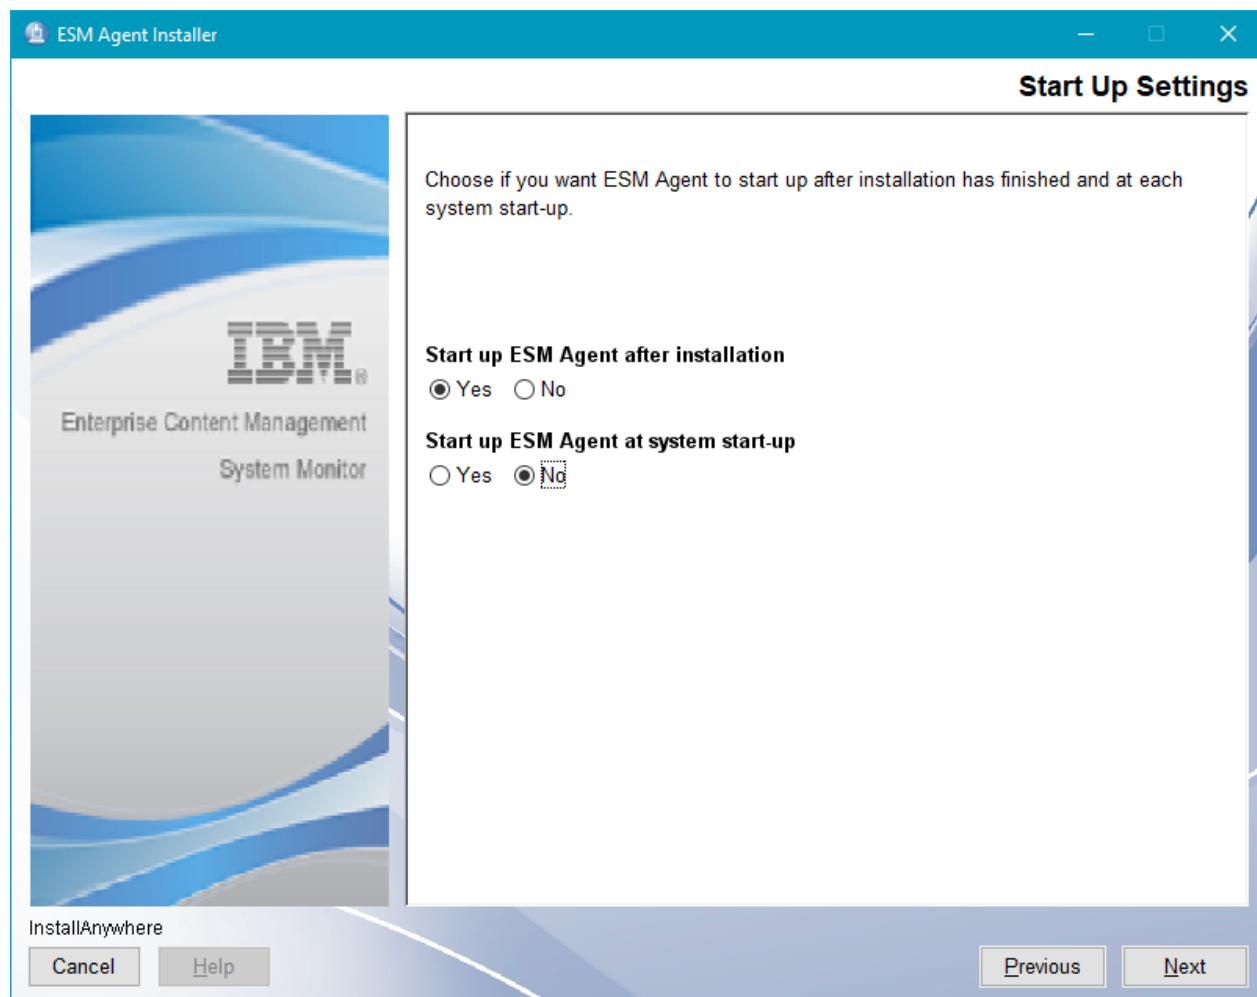 ESM Agent Installer
Start Up Settings
IBM®
Enterprise Content Management
System Monitor
Choose if you want ESM Agent to start up after installation has finished and at each
system start-up.
Start up ESM Agent after installation
Yes No
Start up ESM Agent at system start-up
Yes No
InstallAnywhere
Cancel Help Previous Next